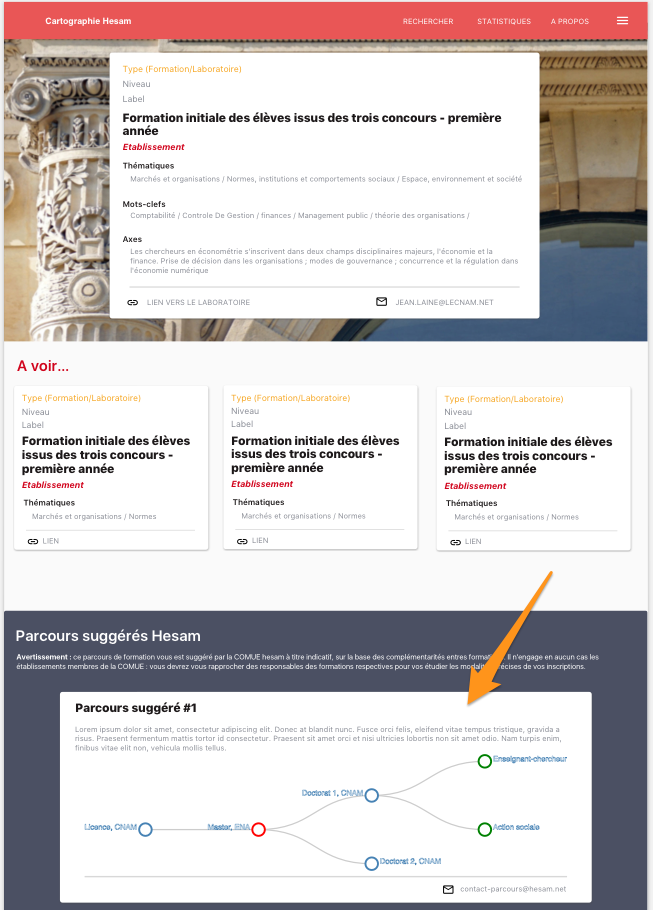 Cartographie Hesam
RECHERCHER
STATISTIQUES
A PROPOS
Type (Formation/Laboratoire)
Niveau
Label
Formation initiale des élèves issus des trois concours - première
année
Etablissement
Thématiques
Marchés et organisations / Normes, institutions et comportements sociaux / Espace, environnement et société
Mots-clefs
Comptabilité / Controle De Gestion / finances / Management public / théorie des organisations /
Axes
Les chercheurs en économétrie s'inscrivent dans deux champs disciplinaires majeurs, l'économie et la
finance. Prise de décision dans les organisations ; modes de gouvernance ; concurrence et la régulation dans
l'économie numérique
LIEN VERS LE LABORATOIRE
JEAN.LAINE@LECNAM.NET
A voir...
Type (Formation/Laboratoire)
Niveau
Label
Formation initiale des élèves
issus des trois concours -
première année
Etablissement
Thématiques
Marchés et organisations / Normes
LIEN
Type (Formation/Laboratoire)
Niveau
Label
Formation initiale des élèves
issus des trois concours -
première année
Etablissement
Thématiques
Marchés et organisations / Normes
LIEN
Type (Formation/Laboratoire)
Niveau
Label
Formation initiale des élèves
issus des trois concours -
première année
Etablissement
Thématiques
Marchés et organisations / Normes
LIEN
Parcours suggérés Hesam
Avertissement : ce parcours de formation vous est suggéré par la COMUE hesam à titre indicatif, sur la base des complémentarités entres Il n'engage en aucun cas les
établissements membres de la COMUE : vous devrez vous rapprocher des responsables des formations respectives pour vos étudier les de vos inscriptions.
Parcours suggéré #1
Lorem ipsum dolor sit amet, consectetur adipiscing elit. Donec at blandit nunc. Fusce orci felis, eleifend vitae tempus tristique, gravida a
risus. Praesent fermentum mattis tortor id consectetur. Praesent sit amet orci et nisi ultricies lobortis non sit amet odio. Nam turpis enim,
finibus vitae elit non, vehicula mollis tellus.
Enseignant-chercheur
Doctorat 1, CNAM
Licence, CNAM
Master, ENA
Action sociale
Doctorat 2, CNAM
contact-parcours@hesam.net